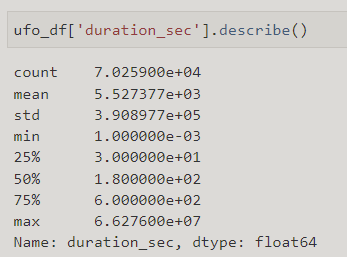 ufo_df['duration_sec'].describe()
count    7.025900e+04
mean     5.527377e+03
std      3.908977e+05
min      1.000000e-03
25%      3.000000e+01
50%      1.800000e+02
75%      6.000000e+02
max      6.627600e+07
Name: duration_sec, dtype: float64